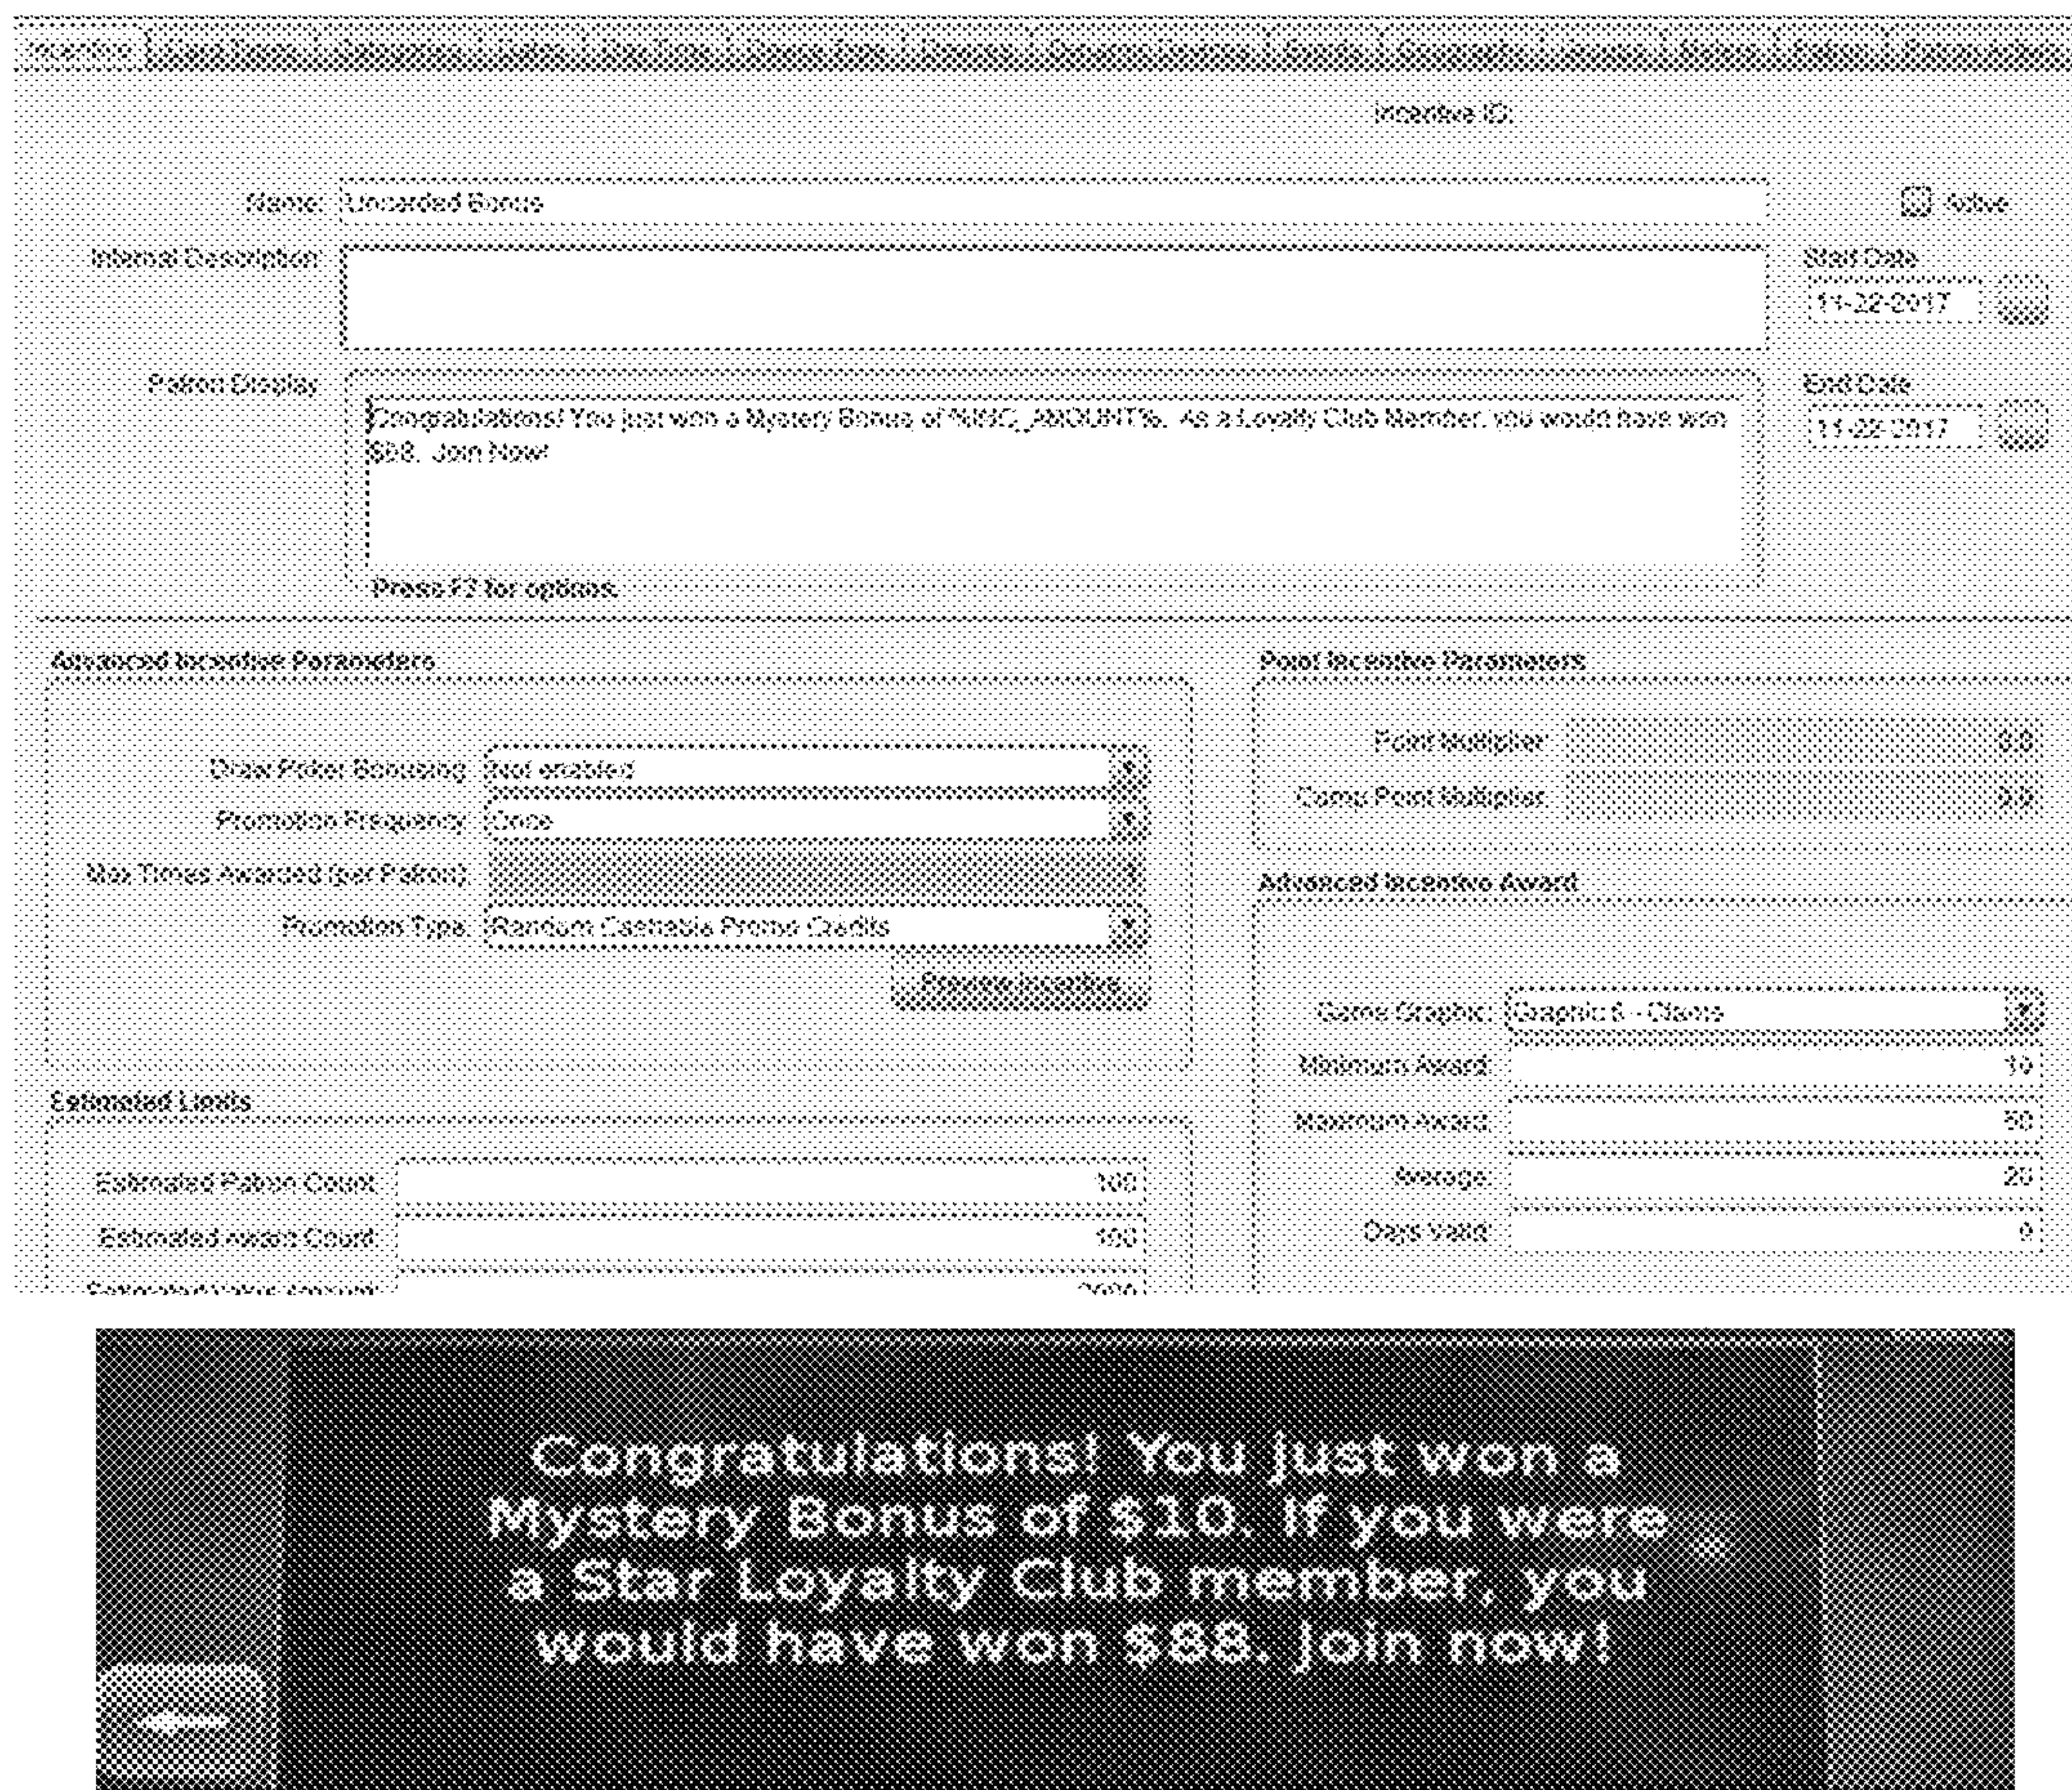 Incentive ID:
Name: Uncarded Bonus
Active
Internal Description
Start Date
11-22-2017
Patron Display
End Date
11-22-2017
Congratulations! You just won a Mystery Bonus of %INC_AMOUNT%. As a Loyalty Club Member, you would have won
$88. Join Now!
Press F2 for options.
Advanced Incentive Parameters
Point Incentive Parameters
Point Multiplier 0.0
Draw Poker Bonusing Not enabled
Comp Point Multiplier 0.0
Promotion Frequency Once
Max Times Awarded (per Patron) 1
Advanced Incentive Award
Promotion Type Random Cashable Promo Credits
Preview Incentive
Game Graphic: Graphic 6 - Clams
Minimum Award 10
Estimated Limits
Maximum Award 50
Estimated Patron Count 100
Average 20
Estimated Award Count 100
Days Valid 0
Congratulations! You just won a
Mystery Bonus of $10. If you were
a Star Loyalty Club member, you
would have won $88. Join now!